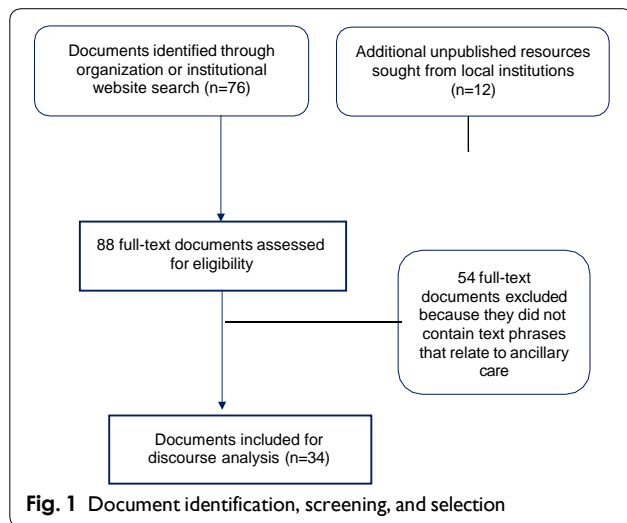 Documents identified through
organization or institutional
website search (n=76)
Additional unpublished resources
sought from local institutions
(n=12)
88 full-text documents assessed
for eligibility
54 full-text
documents excluded
because they did not
contain text phrases
that relate to ancillary
care
Documents included for
discourse analysis (n=34)
Fig. 1 Document identification, screening, and selection